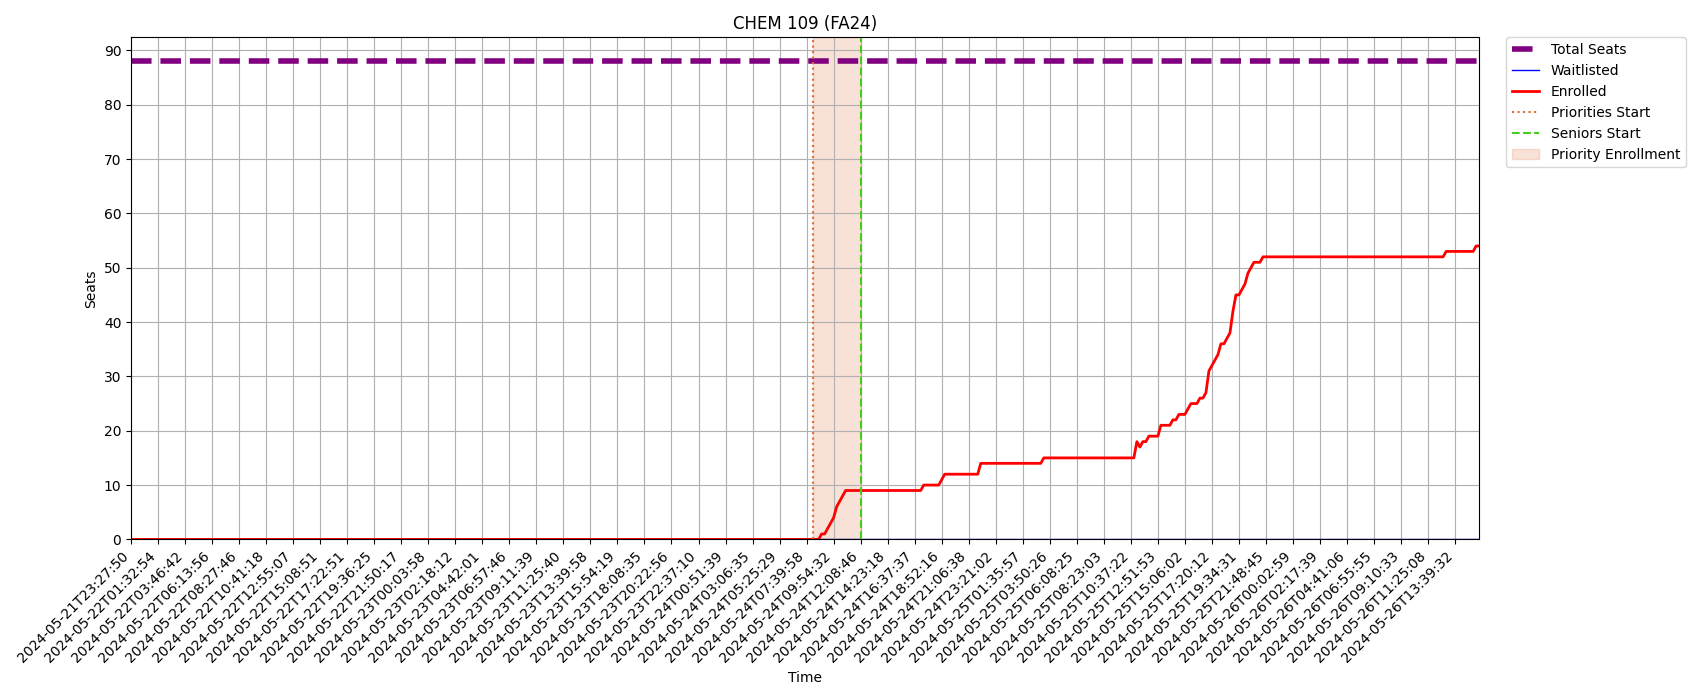 CHEM 109 (FA24)
Total Seats
Waitlisted
Enrolled
Priorities Start
Seniors Start
Priority Enrollment
Seats
90
80
70
60
50
40
30
20
10
0
2024-05-21T23:27:50
2024-05-22T01:32:54
2024-05-22T03:46:42
2024-05-22T06:13:56
2024-05-22T08:27:46
2024-05-22T10:41:18
2024-05-22T12:55:07
2024-05-22T15:08:51
2024-05-22T17:22:51
2024-05-22T19:36:25
2024-05-22T21:50:17
2024-05-23T00:03:58
2024-05-23T02:18:12
2024-05-23T04:42:01
2024-05-23T06:57:46
2024-05-23T09:11:39
2024-05-23T11:25:40
2024-05-23T13:39:58
2024-05-23T15:54:19
2024-05-23T18:08:35
2024-05-23T20:22:56
2024-05-23T22:37:10
2024-05-24T00:51:39
2024-05-24T03:06:35
2024-05-24T05:25:29
2024-05-24T07:39:58
2024-05-24T09:54:32
2024-05-24T12:08:46
2024-05-24T14:23:18
2024-05-24T16:37:37
2024-05-24T18:52:16
2024-05-24T21:06:38
2024-05-24T23:21:02
2024-05-25T01:35:57
2024-05-25T03:50:26
2024-05-25T06:08:25
2024-05-25T08:23:03
2024-05-25T10:37:22
2024-05-25T12:51:53
2024-05-25T15:06:02
2024-05-25T17:20:12
2024-05-25T19:34:31
2024-05-25T21:48:45
2024-05-26T00:02:59
2024-05-26T02:17:39
2024-05-26T04:41:06
2024-05-26T06:55:55
2024-05-26T09:10:33
2024-05-26T11:25:08
2024-05-26T13:39:32
Time